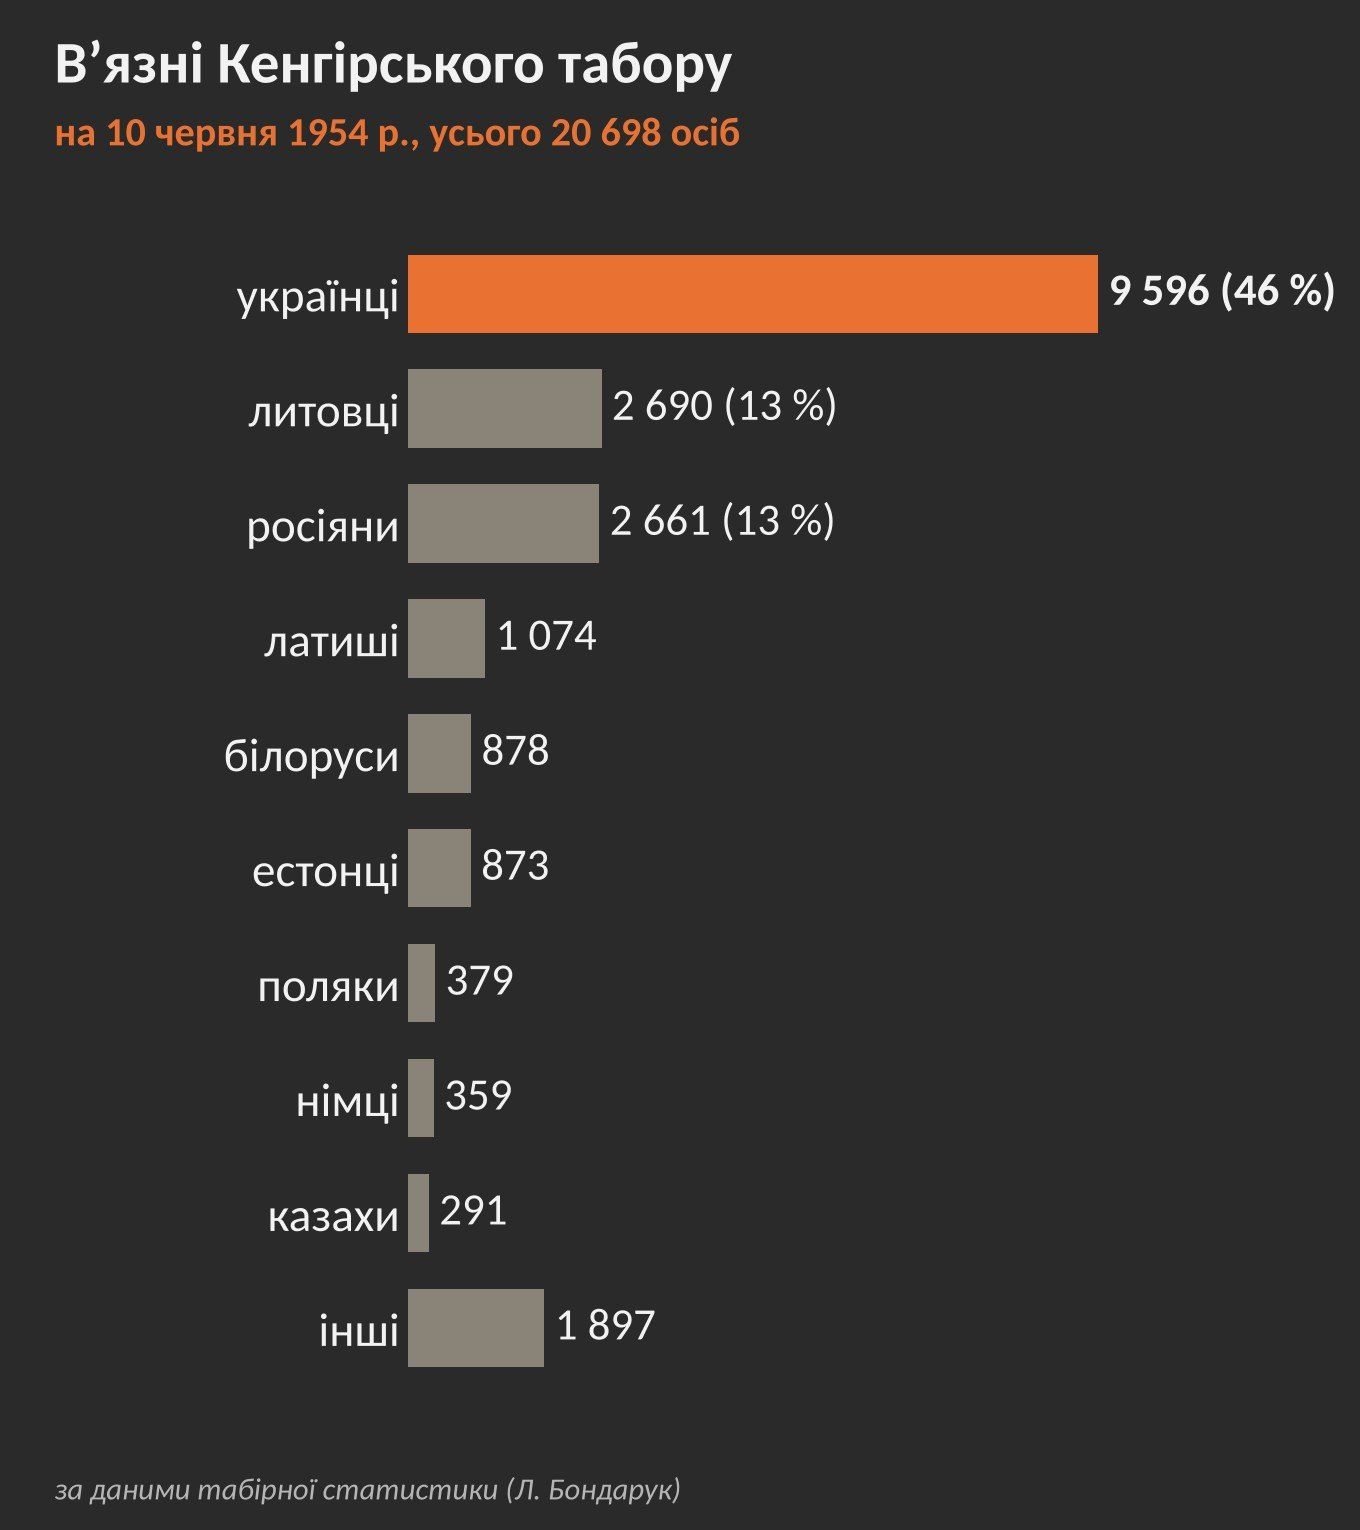 В’язні Кенгірського табору
на 10 червня 1954 р., усього 20 698 осіб
українці 9 596 (46 %)
литовці 2 690 (13 %)
росіяни 2 661 (13 %)
латиші 1 074
білоруси 878
естонці 873
поляки 379
німці 359
казахи 291
інші 1 897
за даними табірної статистики (Л. Бондарук)